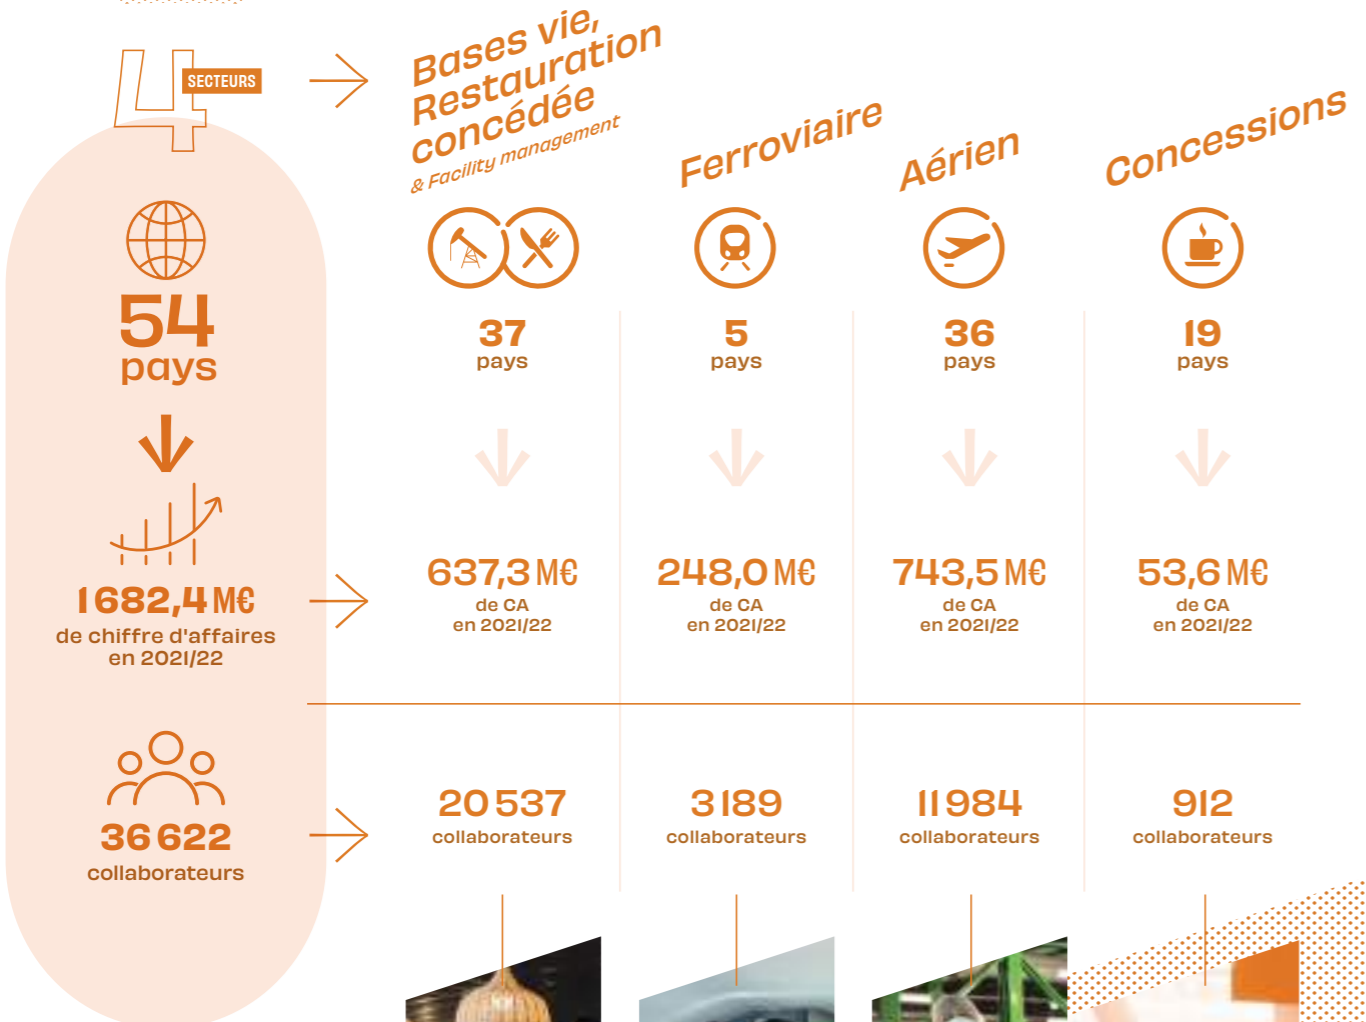 4
SECTEURS
Bases vie,
Restauration
concédée
& Facility management
Ferroviaire
Aérien
Concessions
54
pays
37
pays
5
pays
36
pays
19
pays
1 682,4 M€
de chiffre d'affaires
en 2021/22
637,3 M€
de CA
en 2021/22
248,0 M€
de CA
en 2021/22
743,5 M€
de CA
en 2021/22
53,6 M€
de CA
en 2021/22
36 622
collaborateurs
20 537
collaborateurs
3 189
collaborateurs
11 984
collaborateurs
912
collaborateurs